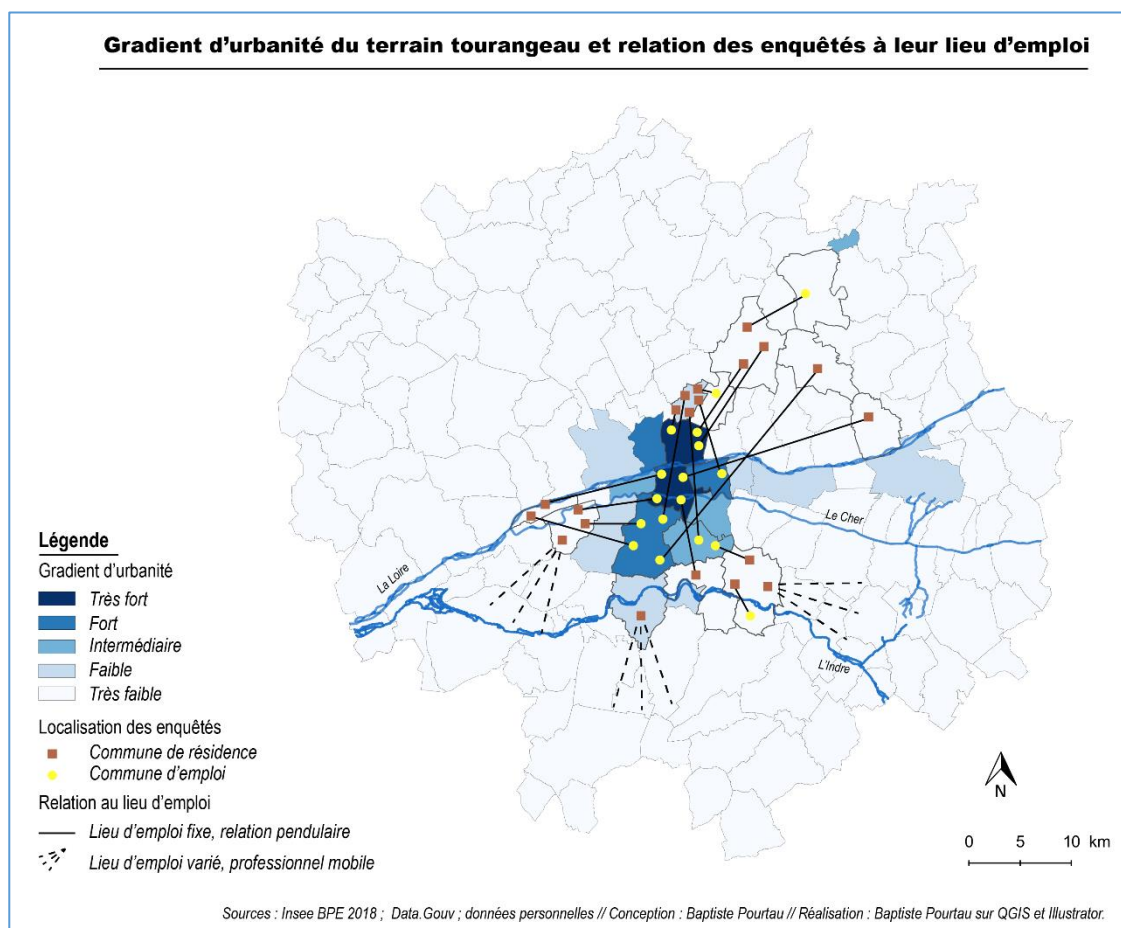 Gradient d'urbanité du terrain tourangeau et relation des enquêtés à leur lieu d'emploi
Le Cher
La Loire
L'Indre
Légende
Gradient d'urbanité
Très fort
Fort
Intermédiaire
Faible
Très faible
Localisation des enquêtés
Commune de résidence
Commune d'emploi
Relation au lieu d'emploi
Lieu d'emploi fixe, relation pendulaire
Lieu d'emploi varié, professionnel mobile
N
0 5 10 km
Sources : Insee BPE 2018 ; Data.Gouv ; données personnelles // Conception : Baptiste Pourtau // Réalisation : Baptiste Pourtau sur QGIS et Illustrator.